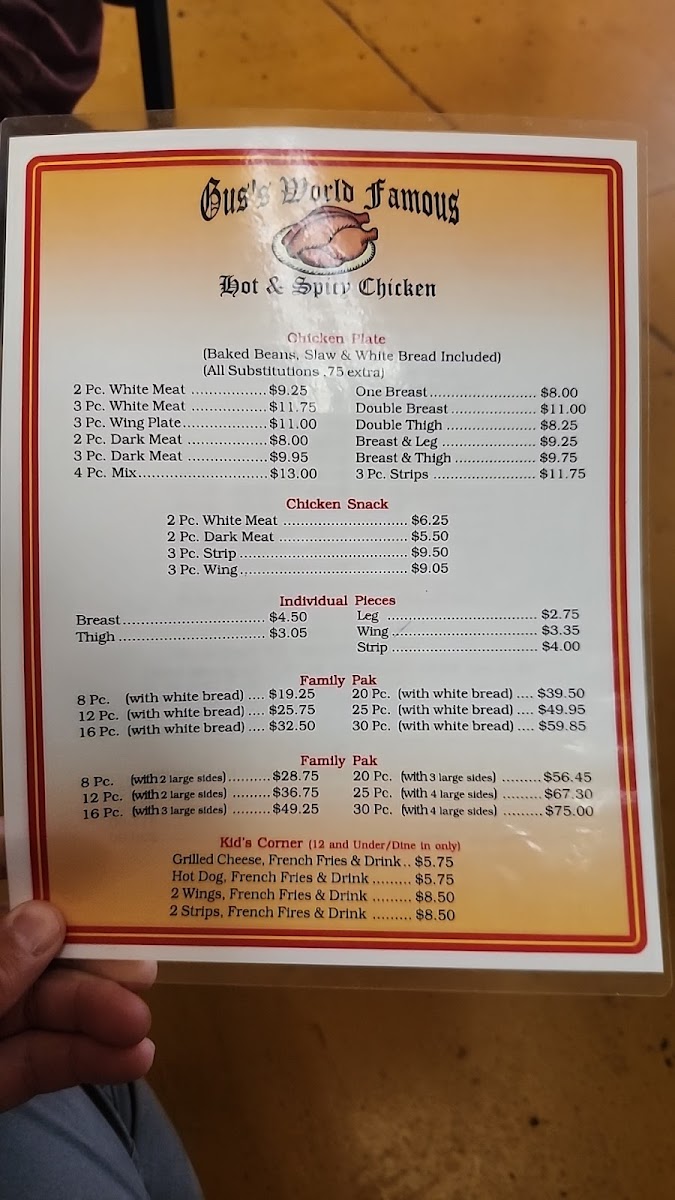 Gus's World Famous
Hot & Spicy Chicken
Chicken Plate
(Baked Beans, Slaw & White Bread Included)
(All Substitutions .75 extra)
2 Pc. White Meat ................ $9.25
3 Pc. White Meat ................ $11.75
3 Pc. Wing Plate.................. $11.00
2 Pc. Dark Meat ................. $8.00
3 Pc. Dark Meat ................. $9.95
4 Pc. Mix........................... $13.00
One Breast......................... $8.00
Double Breast.................... $11.00
Double Thigh..................... $8.25
Breast & Leg ...................... $9.25
Breast & Thigh ................... $9.75
3 Pc. Strips ........................ $11.75
Chicken Snack
2 Pc. White Meat .............................. $6.25
2 Pc. Dark Meat ............................... $5.50
3 Pc. Strip......................................... $9.50
3 Pc. Wing......................................... $9.05
Individual Pieces
Breast.................................. $4.50
Thigh ................................... $3.05
Leg .................................... $2.75
Wing ................................... $3.35
Strip .................................... $4.00
Family Pak
8 Pc. (with white bread) .... $19.25
12 Pc. (with white bread) .... $25.75
16 Pc. (with white bread) .... $32.50
20 Pc. (with white bread) .... $39.50
25 Pc. (with white bread) .... $49.95
30 Pc. (with white bread) .... $59.85
Family Pak
8 Pc. (with 2 large sides).......... $28.75
12 Pc. (with 2 large sides) ......... $36.75
16 Pc. (with 3 large sides) ......... $49.25
20 Pc. (with 3 large sides) ......... $56.45
25 Pc. (with 4 large sides) ......... $67.30
30 Pc. (with 4 large sides) ......... $75.00
Kid's Corner (12 and Under/Dine in only)
Grilled Cheese, French Fries & Drink.. $5.75
Hot Dog, French Fries & Drink ......... $5.75
2 Wings, French Fries & Drink ......... $8.50
2 Strips, French Fires & Drink ......... $8.50